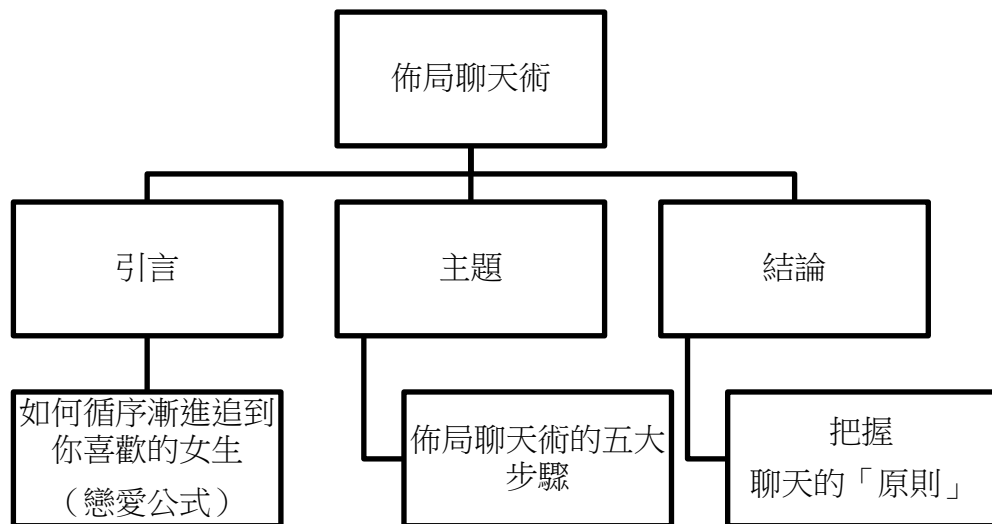 佈局聊天術
引言
主題
結論
如何循序漸進追到
你喜歡的女生
（戀愛公式）
佈局聊天術的五大
步驟
把握
聊天的「原則」